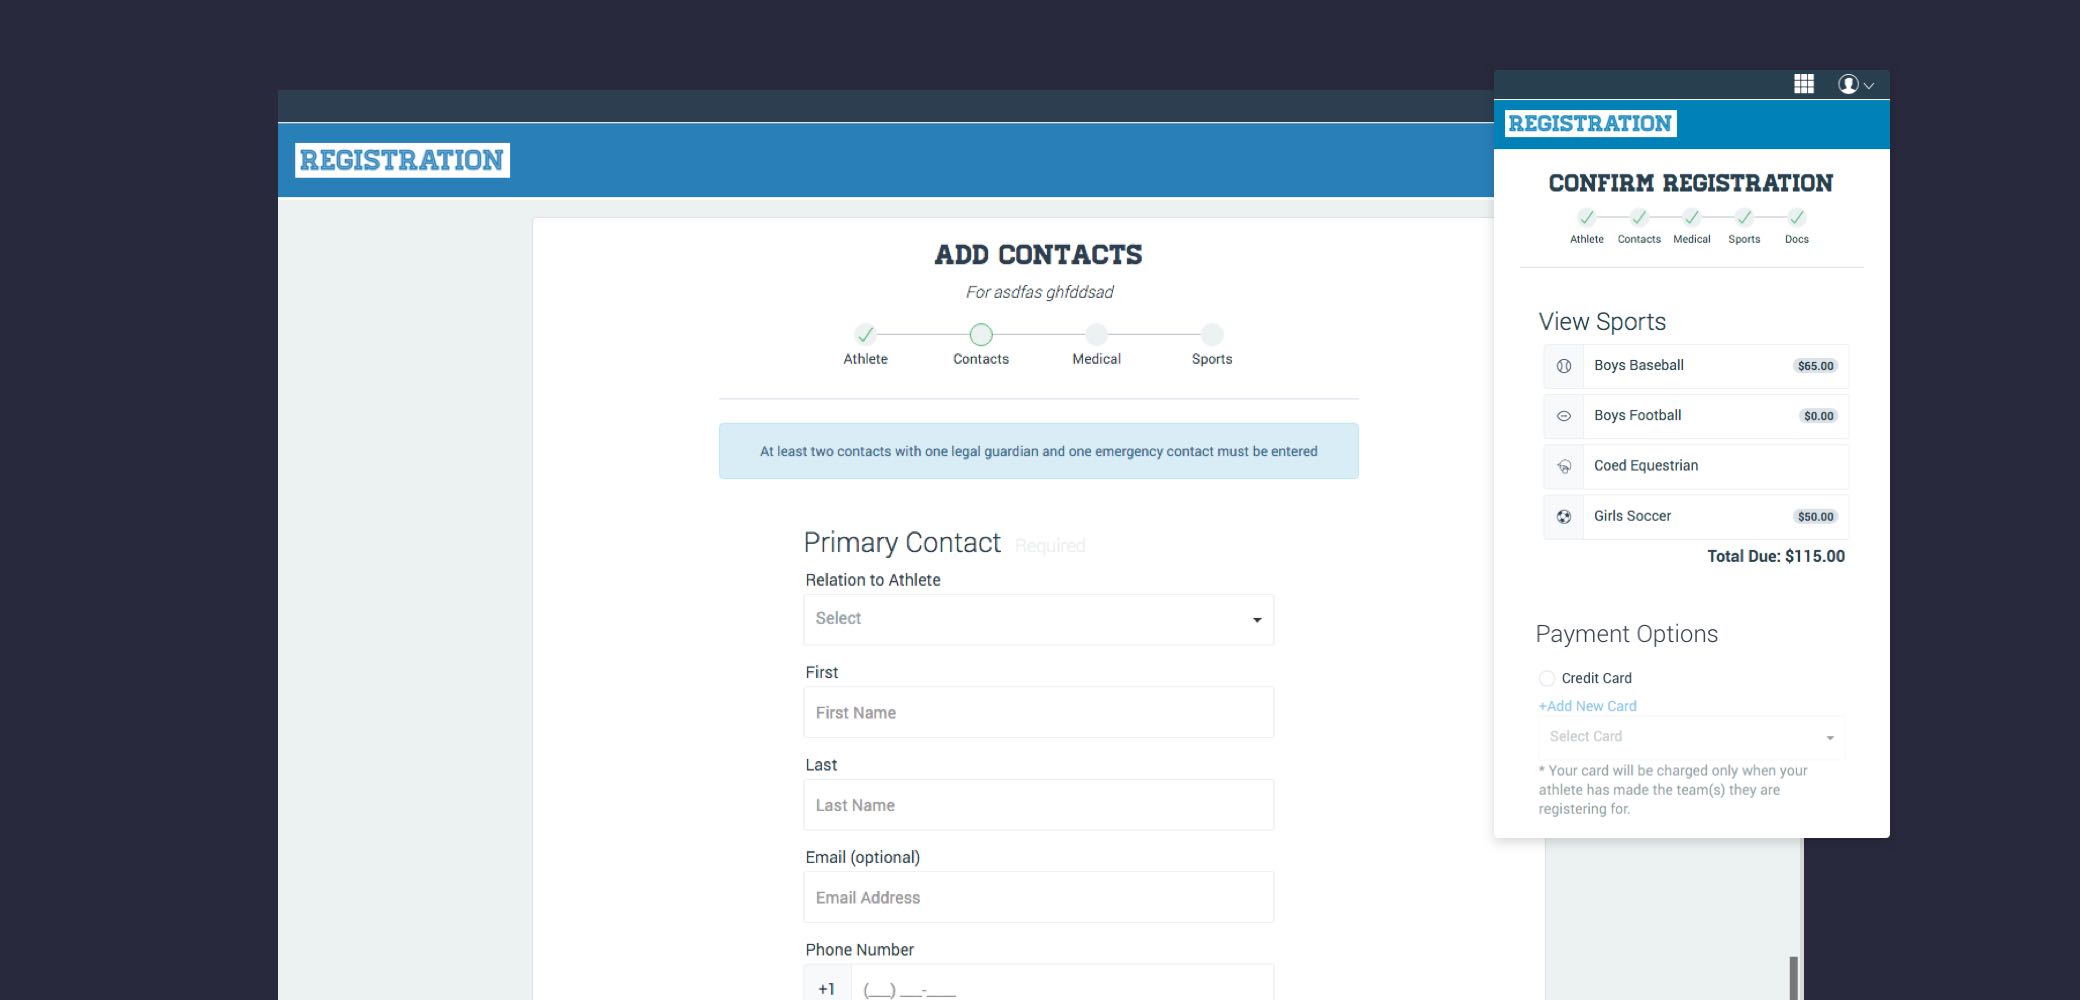 REGISTRATION
ADD CONTACTS
For asdfas ghfddsad
Athlete Contacts Medical Sports
At least two contacts with one legal guardian and one emergency contact must be entered
Primary Contact Required
Relation to Athlete
Select
First
First Name
Last
Last Name
Email (optional)
Email Address
Phone Number
+1 (__) __-___
REGISTRATION
CONFIRM REGISTRATION
Athlete Contacts Medical Sports Docs
View Sports
Boys Baseball $65.00
Boys Football $0.00
Coed Equestrian
Girls Soccer $50.00
Total Due: $115.00
Payment Options
Credit Card
+Add New Card
Select Card
* Your card will be charged only when your
athlete has made the team(s) they are
registering for.